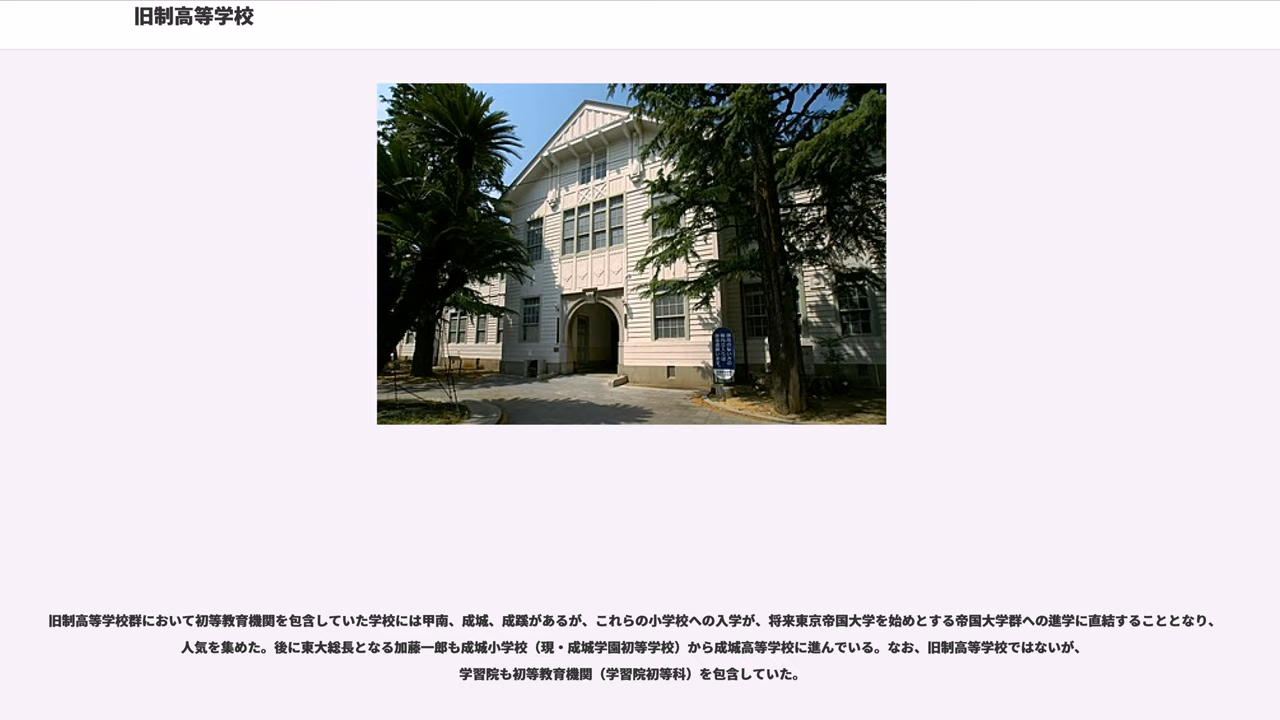 旧制高等学校
旧制高等学校群において初等教育機関を包含していた学校には甲南、成城、成蹊があるが、これらの小学校への入学が、将来東京帝国大学を始めとする帝国大学群への進学に直結することとなり、
人気を集めた。後に東大総長となる加藤一郎も成城小学校（現・成城学園初等学校）から成城高等学校に進んでいる。なお、旧制高等学校ではないが、
学習院も初等教育機関（学習院初等科）を包含していた。